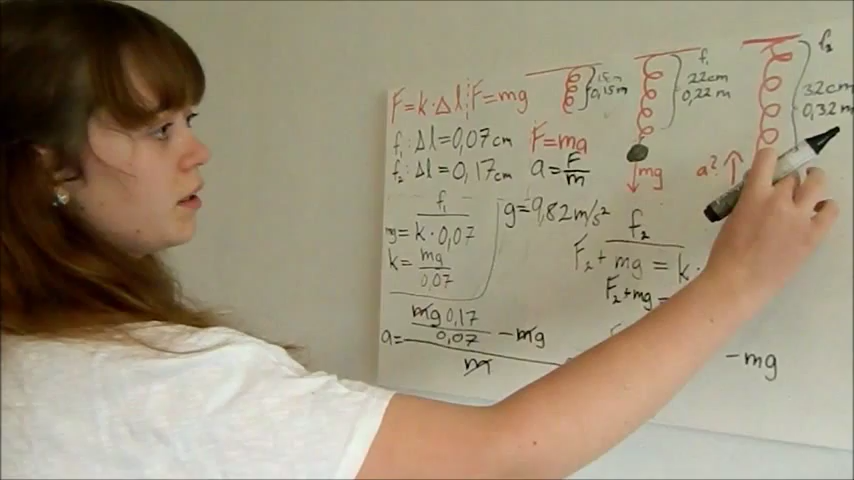 F = k·Δl; F = mg
15cm
0,15m
f₁
22cm
0,22 m
f₂
32cm
0,32m
f₁: Δl = 0,07cm
f₂: Δl = 0,17cm
F = ma
a = F/m
mg
a?
g = 9,82 m/s²
f₁
mg = k·0,07
k = mg/0,07
f₂
F₂ + mg = k·
F₂ + mg =
a = (mg 0,17/0,07 − mg)/m
− mg